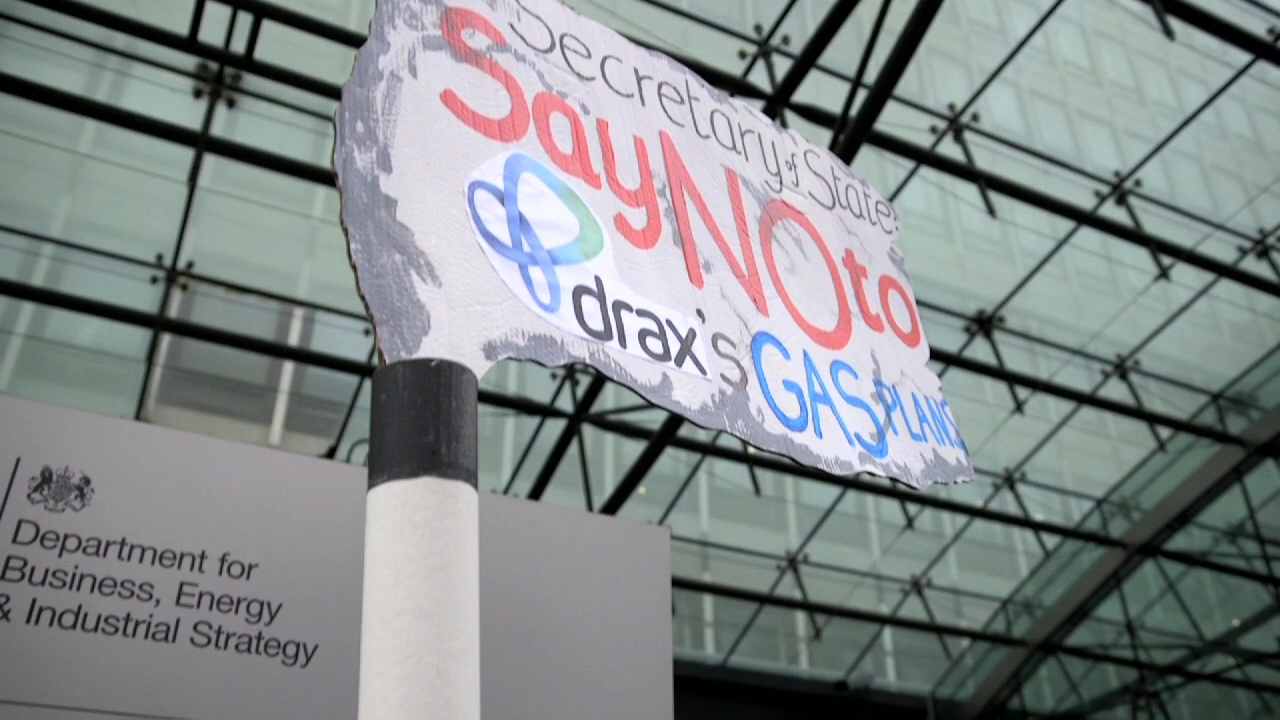 Secretary of State
Say NO to
drax's GAS PLANS
Department for
Business, Energy
& Industrial Strategy